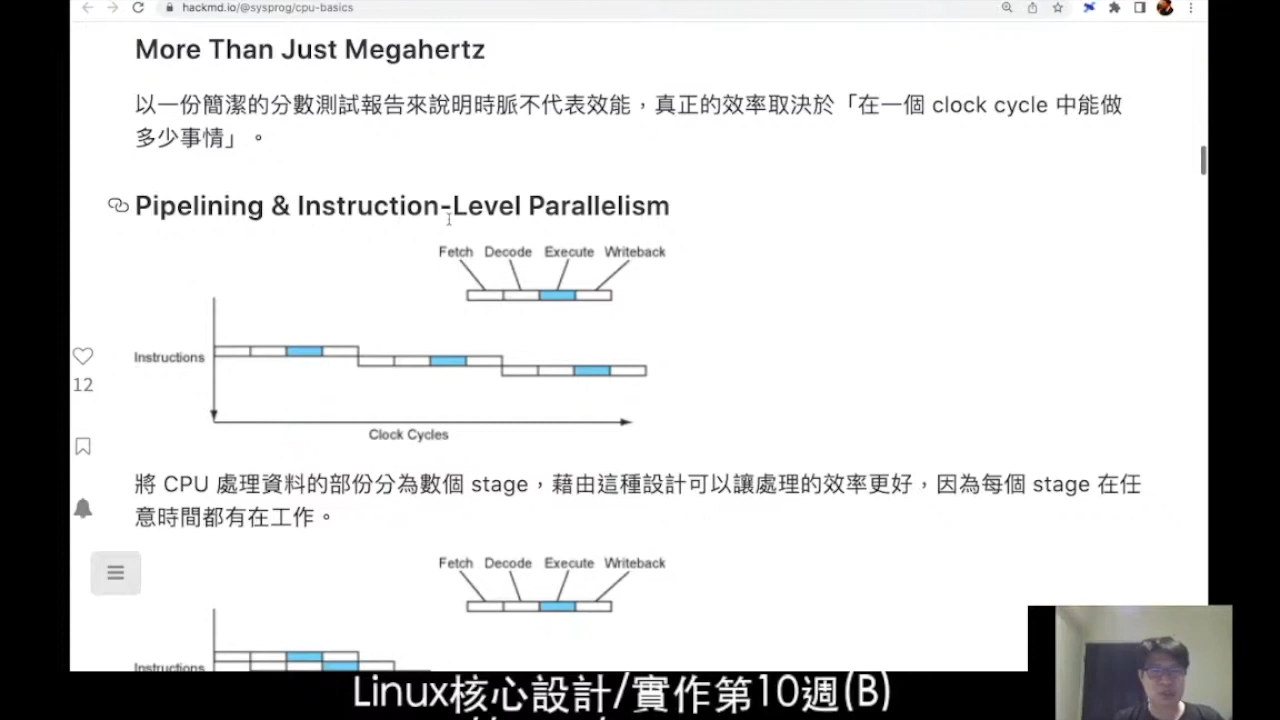 hackmd.io/@sysprog/cpu-basics
More Than Just Megahertz
以一份簡潔的分數測試報告來說明時脈不代表效能，真正的效率取決於「在一個 clock cycle 中能做
多少事情」。
Pipelining & Instruction-Level Parallelism
Fetch Decode Execute Writeback
Instructions
12
Clock Cycles
將 CPU 處理資料的部份分為數個 stage，藉由這種設計可以讓處理的效率更好，因為每個 stage 在任
意時間都有在工作。
Fetch Decode Execute Writeback
Instructions
Linux核心設計/實作第10週(B)